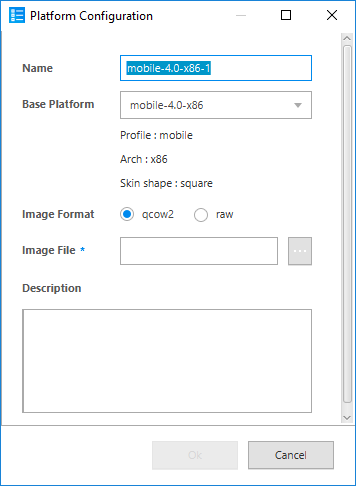 Platform Configuration
Name mobile-4.0-x86-1
Base Platform mobile-4.0-x86
Profile : mobile
Arch : x86
Skin shape : square
Image Format qcow2 raw
Image File * ...
Description
Ok Cancel